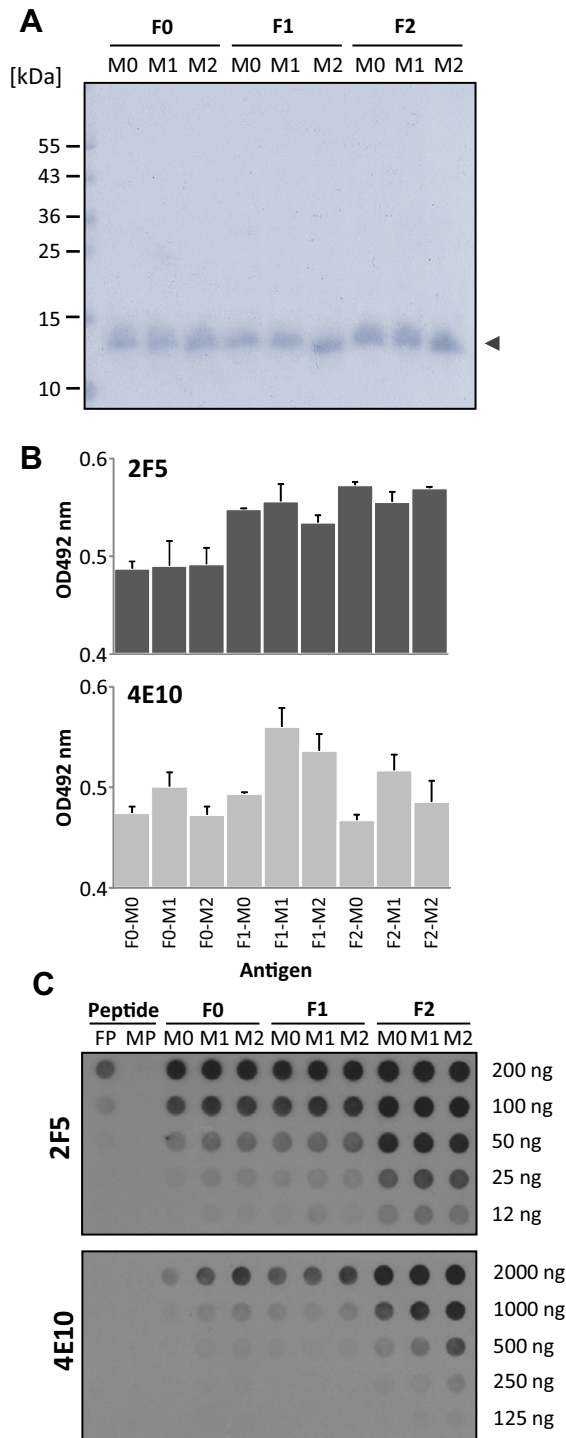 A
F0 F1 F2
[kDa] M0 M1 M2 M0 M1 M2 M0 M1 M2
55
43
36
25
15
10
B
2F5
OD492 nm
0.6
0.5
0.4
4E10
OD492 nm
0.6
0.5
0.4
F0-M0 F0-M1 F0-M2 F1-M0 F1-M1 F1-M2 F2-M0 F2-M1 F2-M2
Antigen
C
Peptide F0 F1 F2
FP MP M0 M1 M2 M0 M1 M2 M0 M1 M2
2F5
200 ng
100 ng
50 ng
25 ng
12 ng
4E10
2000 ng
1000 ng
500 ng
250 ng
125 ng